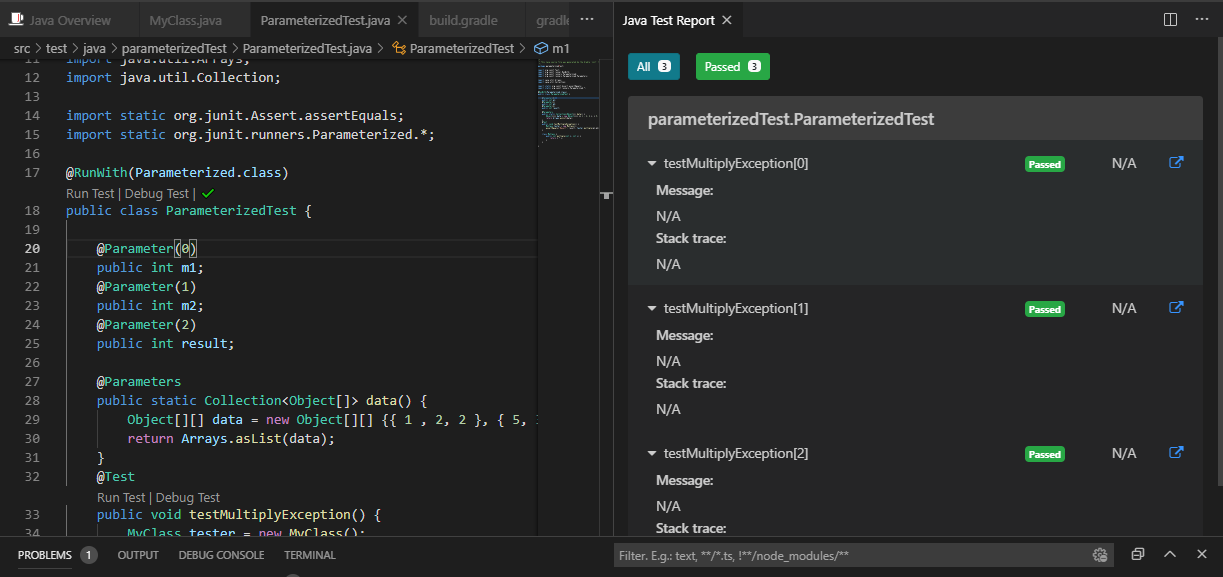 Java Overview
MyClass.java
ParameterizedTest.java
build.gradle
gradle
src > test > java > parameterizedTest > ParameterizedTest.java > ParameterizedTest > m1
11 import java.util.Arrays;
12 import java.util.Collection;
13
14 import static org.junit.Assert.assertEquals;
15 import static org.junit.runners.Parameterized.*;
16
17 @RunWith(Parameterized.class)
Run Test | Debug Test |
18 public class ParameterizedTest {
19
20 @Parameter(0)
21 public int m1;
22 @Parameter(1)
23 public int m2;
24 @Parameter(2)
25 public int result;
26
27 @Parameters
28 public static Collection<Object[]> data() {
29 Object[][] data = new Object[][] {{ 1 , 2, 2 }, { 5,
30 return Arrays.asList(data);
31 }
32 @Test
Run Test | Debug Test
33 public void testMultiplyException() {
34 MyClass tester = new MyClass();
Java Test Report
All 3
Passed 3
parameterizedTest.ParameterizedTest
testMultiplyException[0] Passed N/A
Message:
N/A
Stack trace:
N/A
testMultiplyException[1] Passed N/A
Message:
N/A
Stack trace:
N/A
testMultiplyException[2] Passed N/A
Message:
N/A
Stack trace:
PROBLEMS 1 OUTPUT DEBUG CONSOLE TERMINAL
Filter. E.g.: text, **/*.ts, !**/node_modules/**